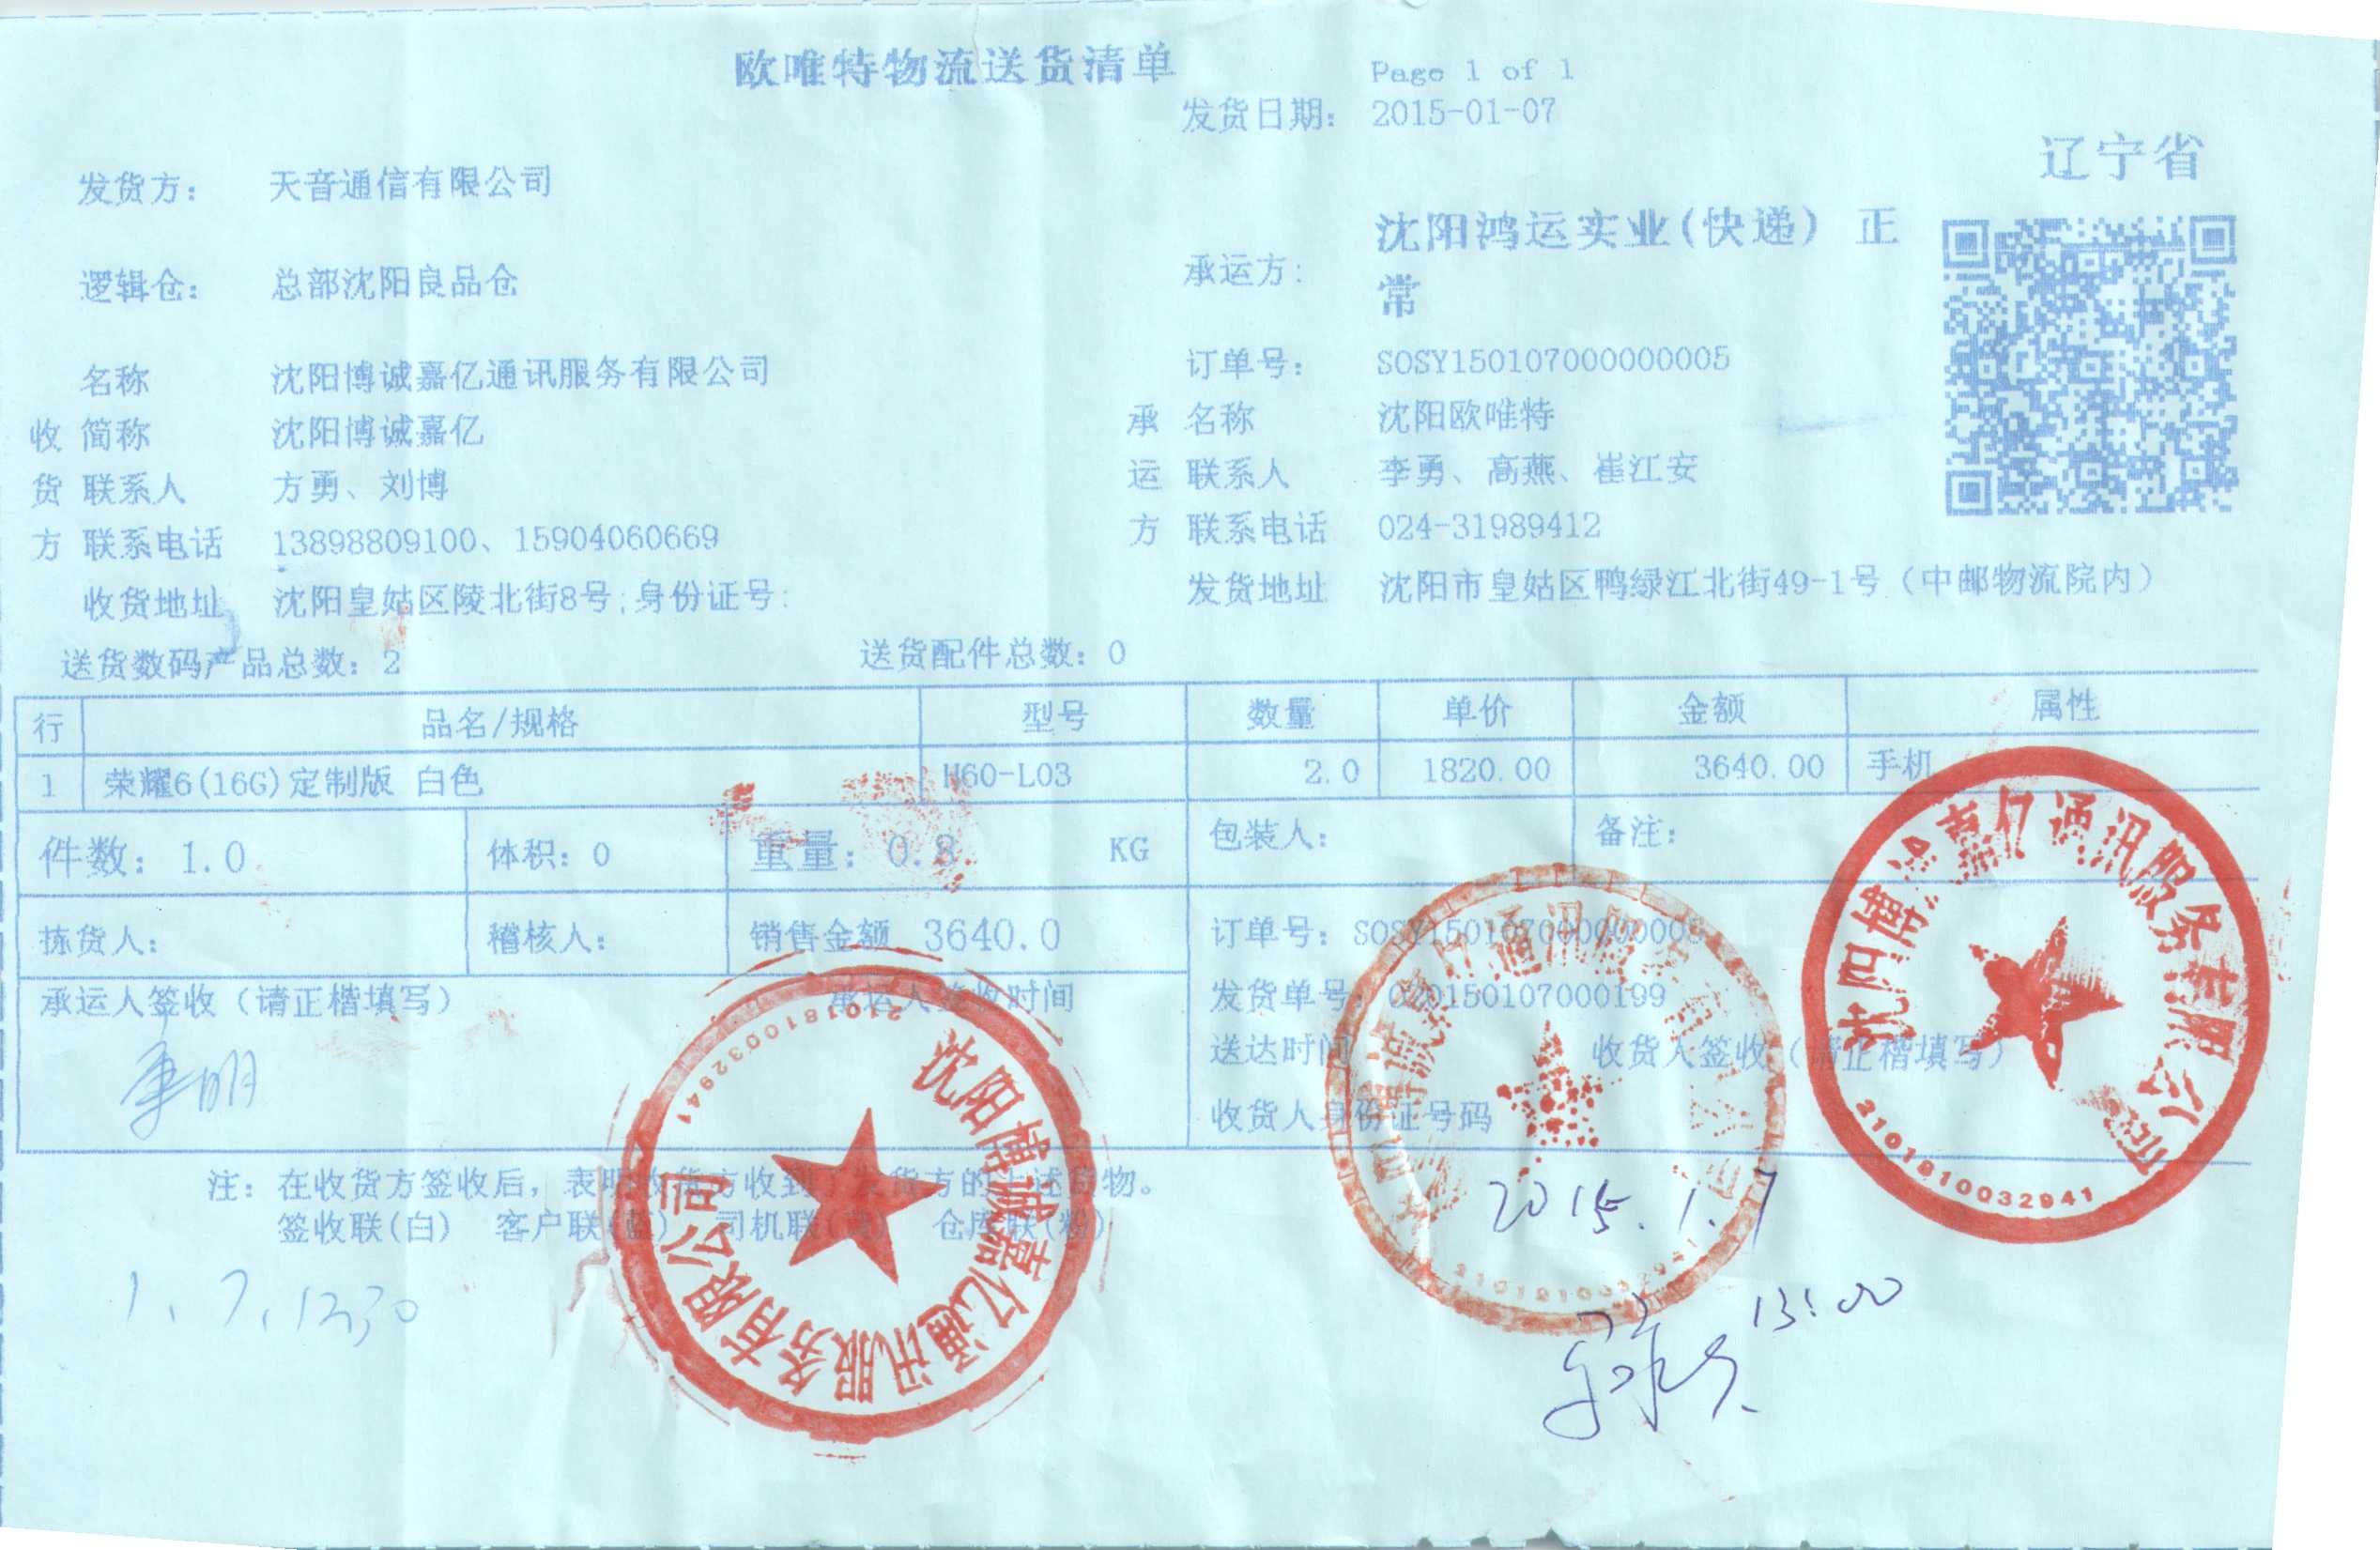 欧唯特物流送货清单
Page 1 of 1
发货日期: 2015-01-07
辽宁省
发货方: 天音通信有限公司
承运方: 沈阳鸿运实业(快递) 正常
逻辑仓: 总部沈阳良品仓
订单号: SOSY150107000000005
收货方
名称 沈阳博诚嘉亿通讯服务有限公司
简称 沈阳博诚嘉亿
联系人 方勇、刘博
联系电话 13898809100、15904060669
收货地址 沈阳皇姑区陵北街8号;身份证号:
承运方
名称 沈阳欧唯特
联系人 李勇、高燕、崔江安
联系电话 024-31989412
发货地址 沈阳市皇姑区鸭绿江北街49-1号(中邮物流院内)
送货数码产品总数: 2 送货配件总数: 0
行 品名/规格 型号 数量 单价 金额 属性
1 荣耀6(16G)定制版 白色 H60-L03 2.0 1820.00 3640.00 手机
件数: 1.0 体积: 0 重量: 0.8 KG 包装人: 备注:
拣货人: 稽核人: 销售金额 3640.0 订单号: SOSY150107000000005
承运人签收(请正楷填写) 承运人签收时间
发货单号
送达时间 收货人签收(请正楷填写)
收货人身份证号码
注: 在收货方签收后, 表明收货方收到了发货方的上述货物。
签收联(白) 客户联(蓝) 司机联 仓库联(粉)
沈阳博诚嘉亿通讯服务有限公司
2101810032941
2015.1.7
13:00
沈阳博诚嘉亿通讯服务有限公司
2101810032941